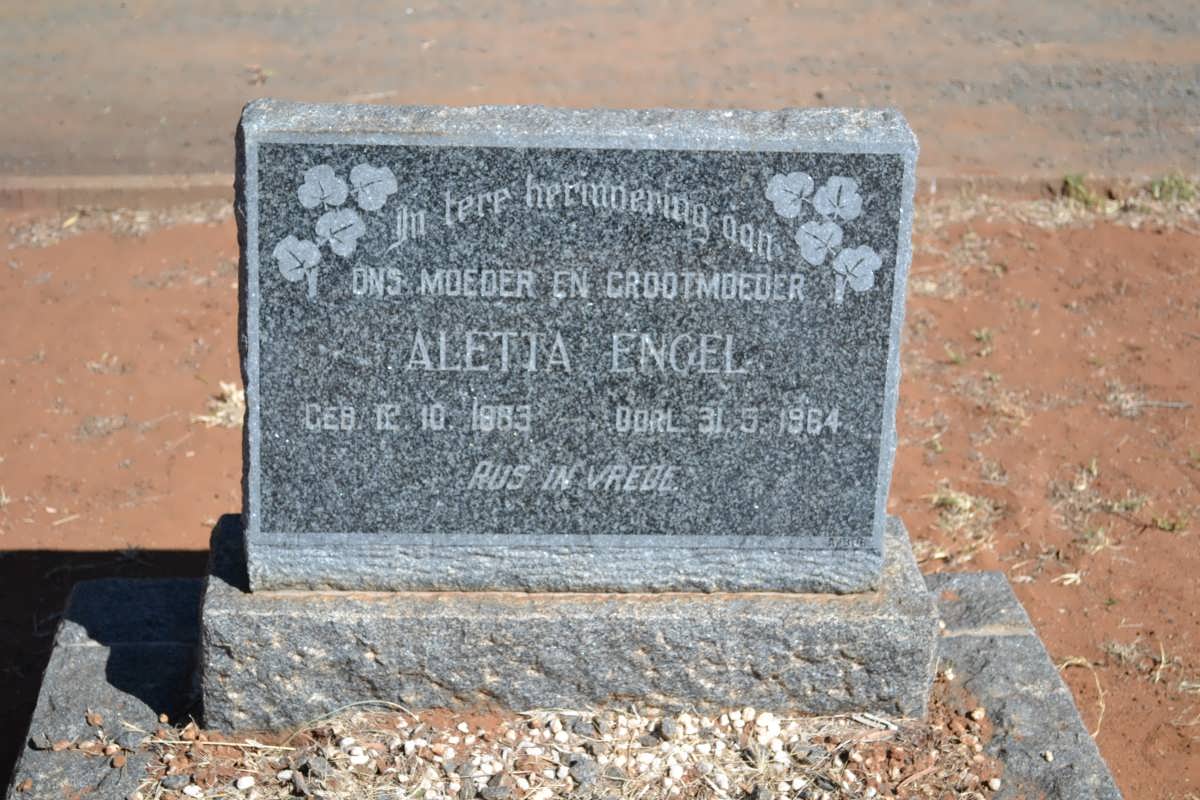 In tere herinnering aan
ONS MOEDER EN GROOTMOEDER
ALETTA ENGEL
GEB. 12. 10. 1883 OORL. 31. 5. 1964.
RUS IN VREDE